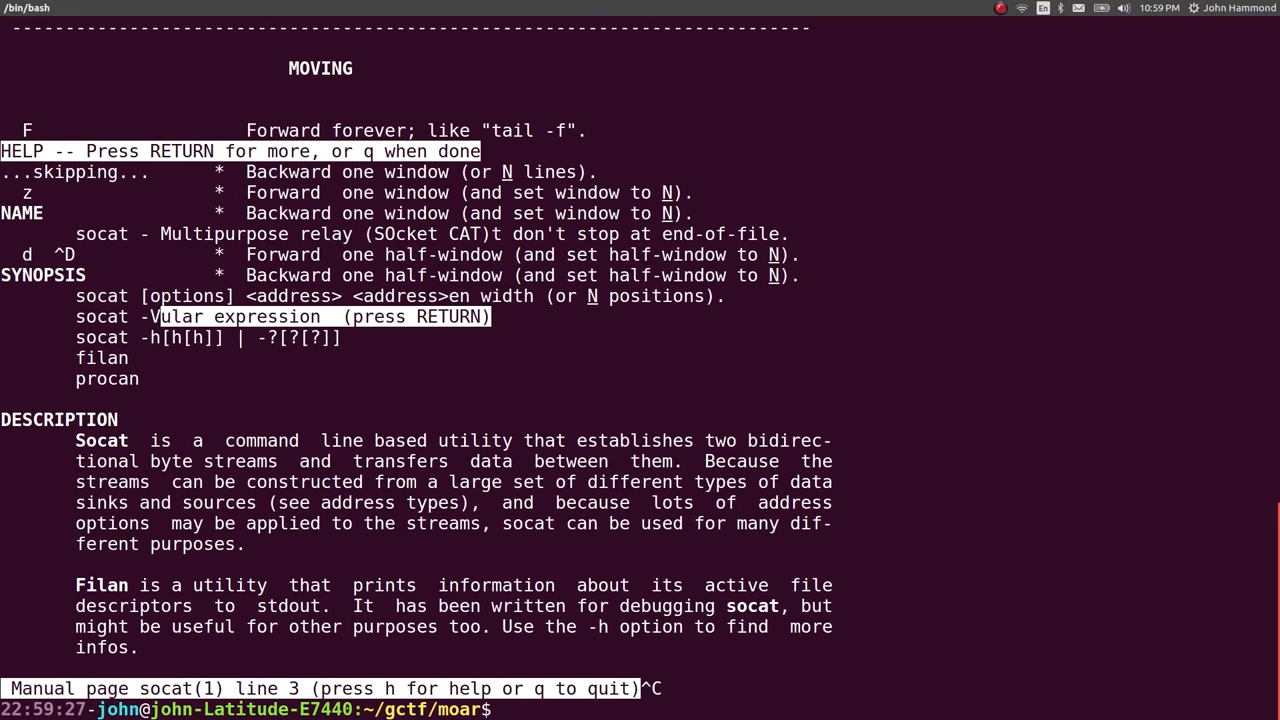 /bin/bash En 10:59 PM John Hammond
---------------------------------------------------------------------------
MOVING
F Forward forever; like "tail -f".
HELP -- Press RETURN for more, or q when done
...skipping... * Backward one window (or N lines).
z * Forward one window (and set window to N).
NAME * Backward one window (and set window to N).
socat - Multipurpose relay (SOcket CAT)t don't stop at end-of-file.
d ^D * Forward one half-window (and set half-window to N).
SYNOPSIS * Backward one half-window (and set half-window to N).
socat [options] <address> <address>en width (or N positions).
socat -Vular expression (press RETURN)
socat -h[h[h]] | -?[?[?]]
filan
procan
DESCRIPTION
Socat is a command line based utility that establishes two bidirec-
tional byte streams and transfers data between them. Because the
streams can be constructed from a large set of different types of data
sinks and sources (see address types), and because lots of address
options may be applied to the streams, socat can be used for many dif-
ferent purposes.
Filan is a utility that prints information about its active file
descriptors to stdout. It has been written for debugging socat, but
might be useful for other purposes too. Use the -h option to find more
infos.
Manual page socat(1) line 3 (press h for help or q to quit)^C
22:59:27-john@john-Latitude-E7440:~/gctf/moar$